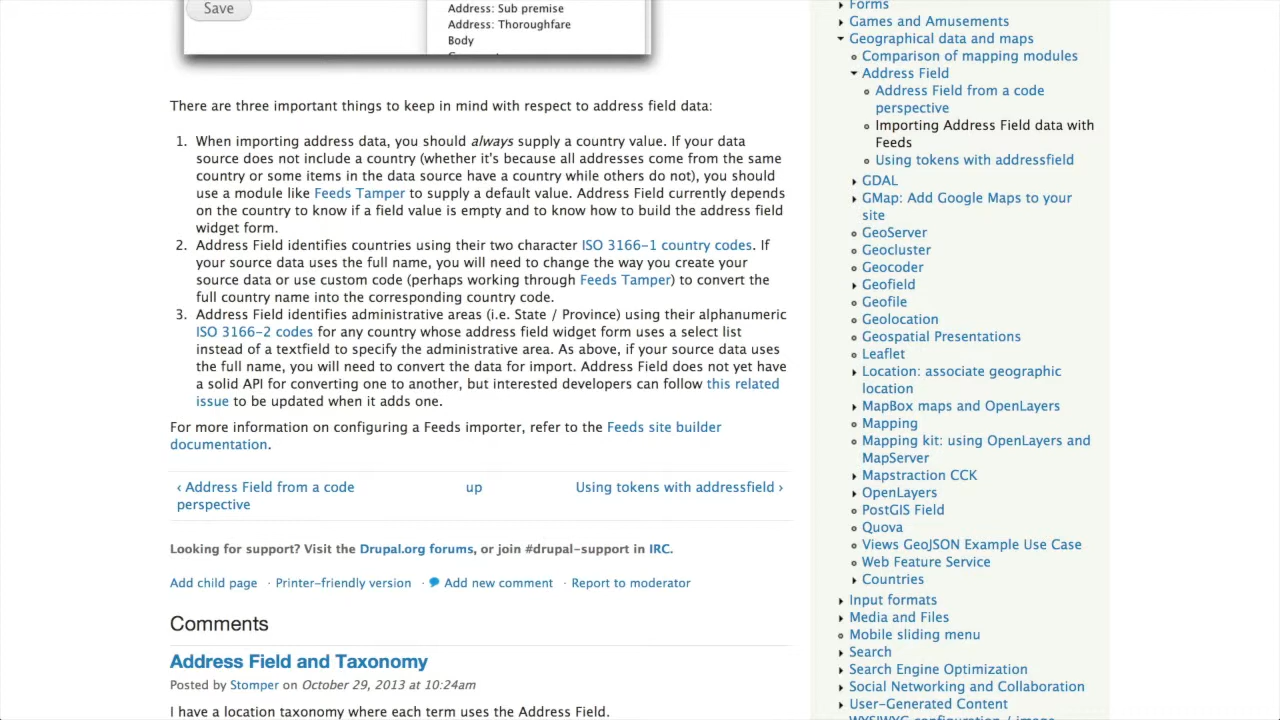 Save
Address: Sub premise
Address: Thoroughfare
Body
There are three important things to keep in mind with respect to address field data:
1. When importing address data, you should always supply a country value. If your data
source does not include a country (whether it's because all addresses come from the same
country or some items in the data source have a country while others do not), you should
use a module like Feeds Tamper to supply a default value. Address Field currently depends
on the country to know if a field value is empty and to know how to build the address field
widget form.
2. Address Field identifies countries using their two character ISO 3166-1 country codes. If
your source data uses the full name, you will need to change the way you create your
source data or use custom code (perhaps working through Feeds Tamper) to convert the
full country name into the corresponding country code.
3. Address Field identifies administrative areas (i.e. State / Province) using their alphanumeric
ISO 3166-2 codes for any country whose address field widget form uses a select list
instead of a textfield to specify the administrative area. As above, if your source data uses
the full name, you will need to convert the data for import. Address Field does not yet have
a solid API for converting one to another, but interested developers can follow this related
issue to be updated when it adds one.
For more information on configuring a Feeds importer, refer to the Feeds site builder
documentation.
‹ Address Field from a code
perspective
up
Using tokens with addressfield ›
Looking for support? Visit the Drupal.org forums, or join #drupal-support in IRC.
Add child page · Printer-friendly version · Add new comment · Report to moderator
Comments
Address Field and Taxonomy
Posted by Stomper on October 29, 2013 at 10:24am
I have a location taxonomy where each term uses the Address Field.
Forms
Games and Amusements
Geographical data and maps
Comparison of mapping modules
Address Field
Address Field from a code
perspective
Importing Address Field data with
Feeds
Using tokens with addressfield
GDAL
GMap: Add Google Maps to your
site
GeoServer
Geocluster
Geocoder
Geofield
Geofile
Geolocation
Geospatial Presentations
Leaflet
Location: associate geographic
location
MapBox maps and OpenLayers
Mapping
Mapping kit: using OpenLayers and
MapServer
Mapstraction CCK
OpenLayers
PostGIS Field
Quova
Views GeoJSON Example Use Case
Web Feature Service
Countries
Input formats
Media and Files
Mobile sliding menu
Search
Search Engine Optimization
Social Networking and Collaboration
User-Generated Content